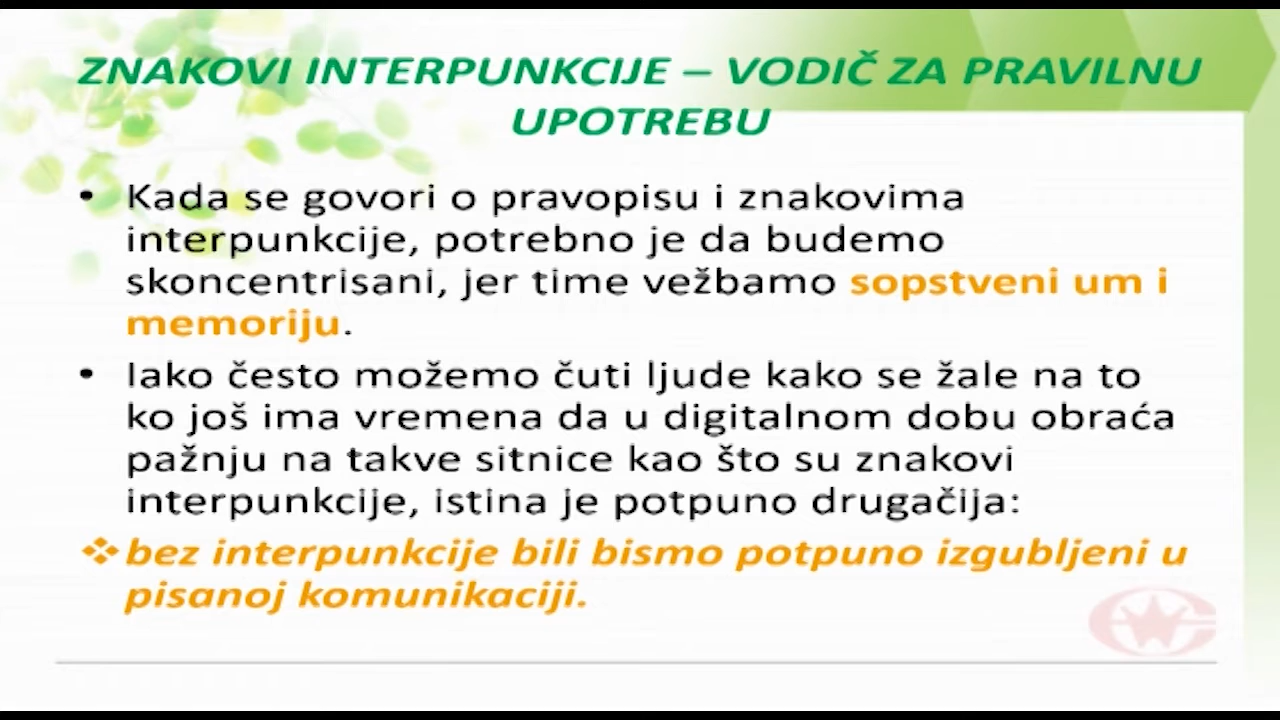 ZNAKOVI INTERPUNKCIJE – VODIČ ZA PRAVILNU
UPOTREBU
• Kada se govori o pravopisu i znakovima
interpunkcije, potrebno je da budemo
skoncentrisani, jer time vežbamo sopstveni um i
memoriju.
• Iako često možemo čuti ljude kako se žale na to
ko još ima vremena da u digitalnom dobu obraća
pažnju na takve sitnice kao što su znakovi
interpunkcije, istina je potpuno drugačija:
❖ bez interpunkcije bili bismo potpuno izgubljeni u
pisanoj komunikaciji.